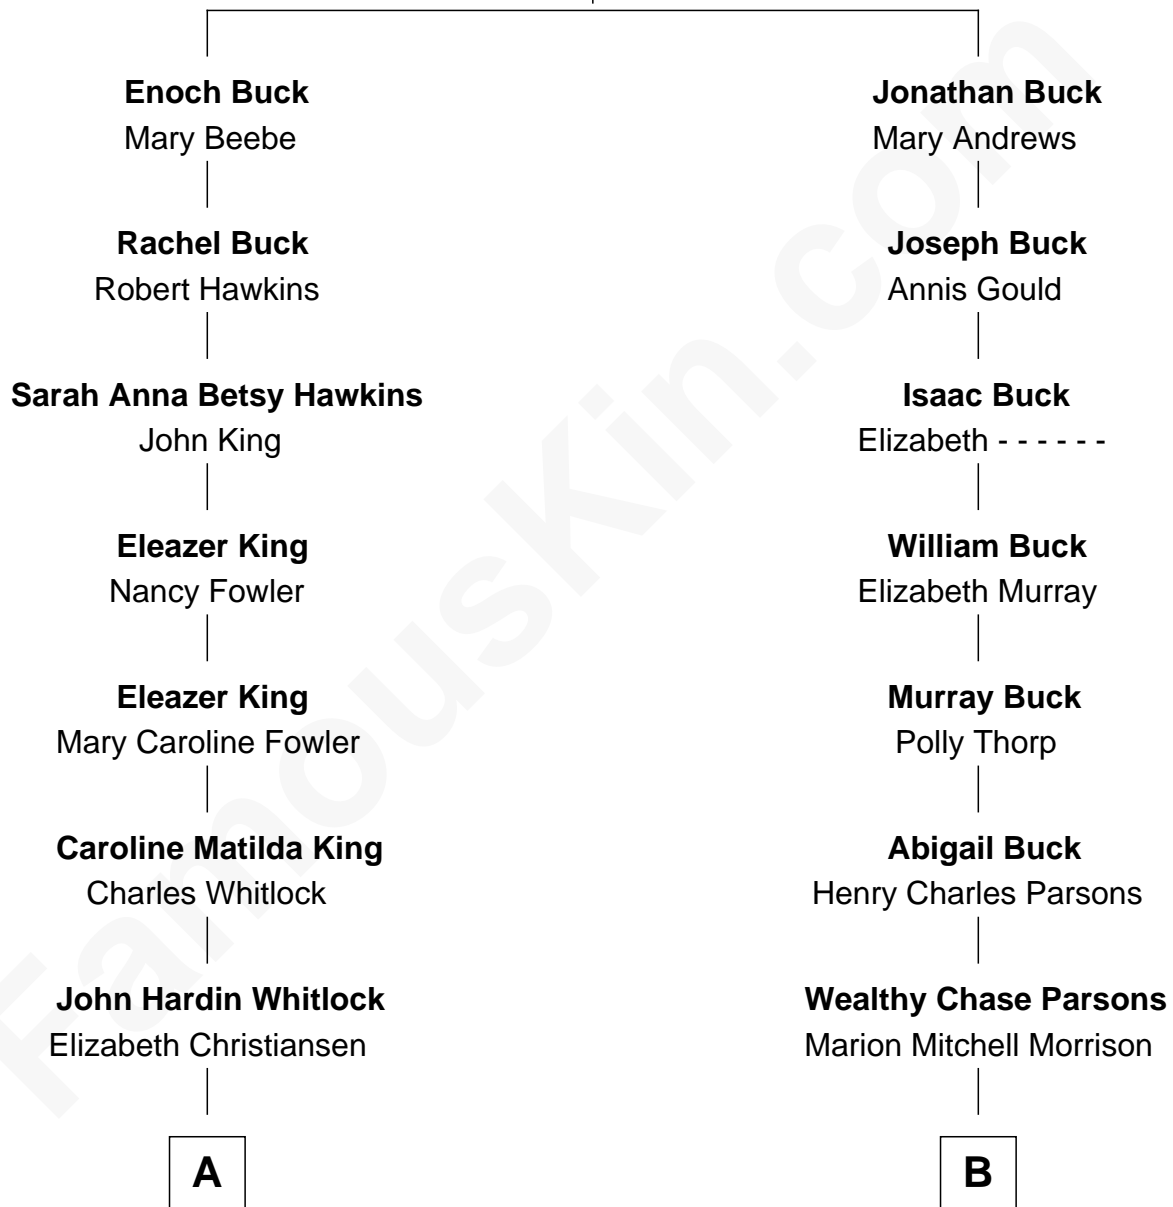 Enoch Buck
Mary Beebe
Rachel Buck
Robert Hawkins
Sarah Anna Betsy Hawkins
John King
Eleazer King
Nancy Fowler
Eleazer King
Mary Caroline Fowler
Caroline Matilda King
Charles Whitlock
John Hardin Whitlock
Elizabeth Christiansen
A
Jonathan Buck
Mary Andrews
Joseph Buck
Annis Gould
Isaac Buck
Elizabeth - - - - - -
William Buck
Elizabeth Murray
Murray Buck
Polly Thorp
Abigail Buck
Henry Charles Parsons
Wealthy Chase Parsons
Marion Mitchell Morrison
B
FamousKin.com